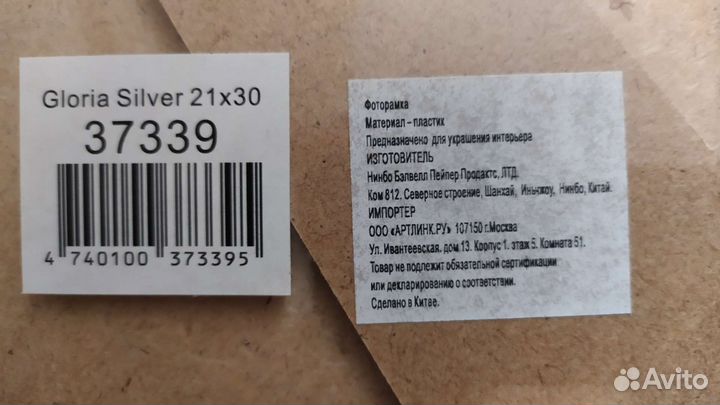 Gloria Silver 21x30
37339
4 740100 373395
Фоторамка
Материал – пластик
Предназначено для украшения интерьера
ИЗГОТОВИТЕЛЬ
Нинбо Бэлвелл Пейпер Продактс, ЛТД.
Ком 812. Северное строение, Шанхай, Иньчжоу, Нинбо, Китай.
ИМПОРТЕР
ООО «АРТЛИНК.РУ» 107150 г.Москва
Ул. Ивантеевская. дом 13. Корпус 1. этаж 5. Комната 51.
Товар не подлежит обязательной сертификации
или декларированию о соответствии.
Сделано в Китае.
Avito